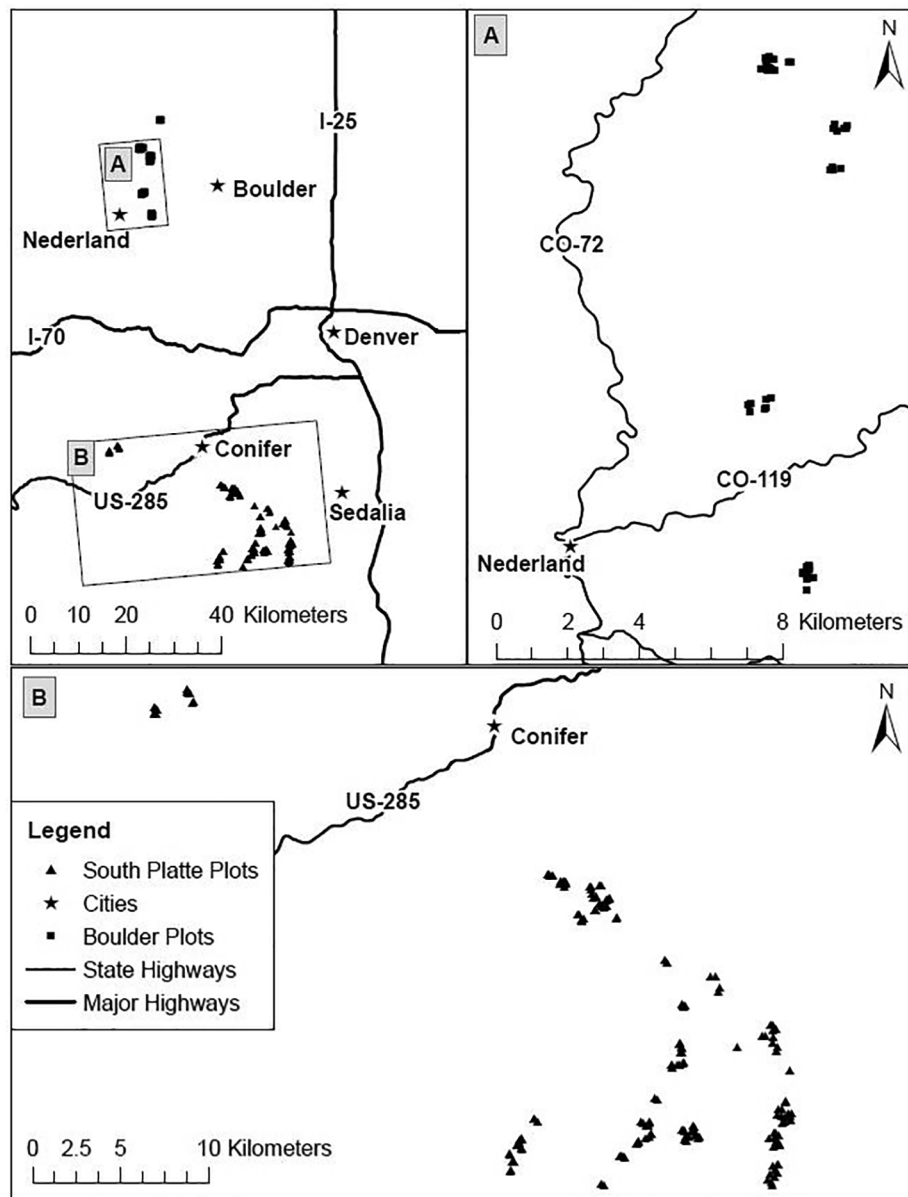 A
I-25
Boulder
Nederland
I-70
Denver
B
Conifer
US-285
Sedalia
0 10 20 40 Kilometers
A
N
CO-72
CO-119
Nederland
0 2 4 8 Kilometers
B
N
Conifer
US-285
Legend
South Platte Plots
Cities
Boulder Plots
State Highways
Major Highways
0 2.5 5 10 Kilometers